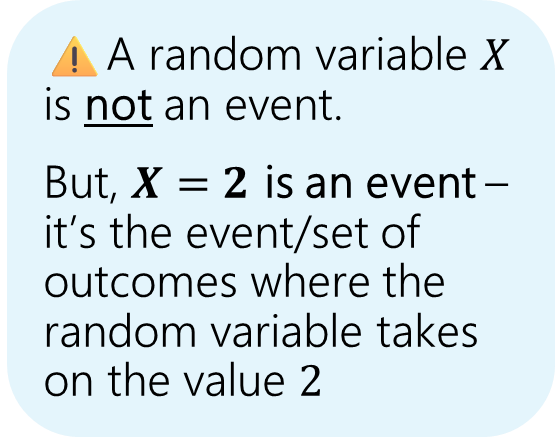 ⚠️ A random variable X
is not an event.
But, X = 2 is an event –
it's the event/set of
outcomes where the
random variable takes
on the value 2